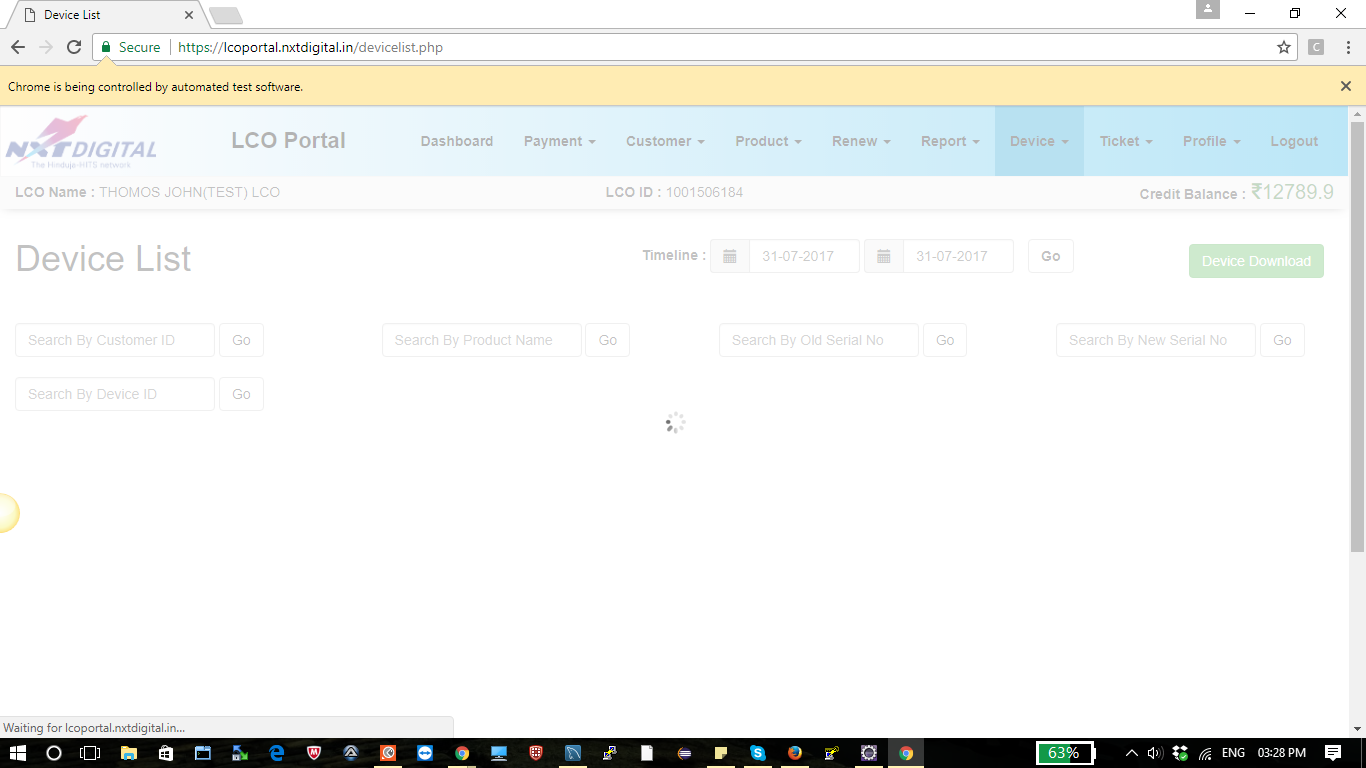 Device List
Secure https://lcoportal.nxtdigital.in/devicelist.php
C
Chrome is being controlled by automated test software.
NXTDIGITAL
The Hinduja-HITS network
LCO Portal
Dashboard Payment Customer Product Renew Report Device Ticket Profile Logout
LCO Name : THOMOS JOHN(TEST) LCO LCO ID : 1001506184 Credit Balance : ₹12789.9
Device List Timeline : 31-07-2017 31-07-2017 Go Device Download
Search By Customer ID Go Search By Product Name Go Search By Old Serial No Go Search By New Serial No Go
Search By Device ID Go
Waiting for lcoportal.nxtdigital.in...
63% ENG 03:28 PM